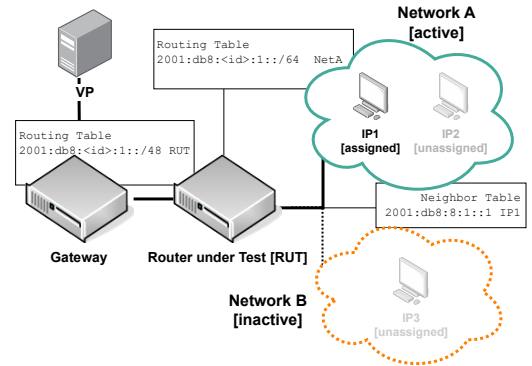 Network A
[active]
Routing Table
2001:db8:<id>:1::/64 NetA
VP
IP1
[assigned]
IP2
[unassigned]
Routing Table
2001:db8:<id>:1::/48 RUT
Neighbor Table
2001:db8:8:1::1 IP1
Gateway
Router under Test [RUT]
Network B
[inactive]
IP3
[unassigned]